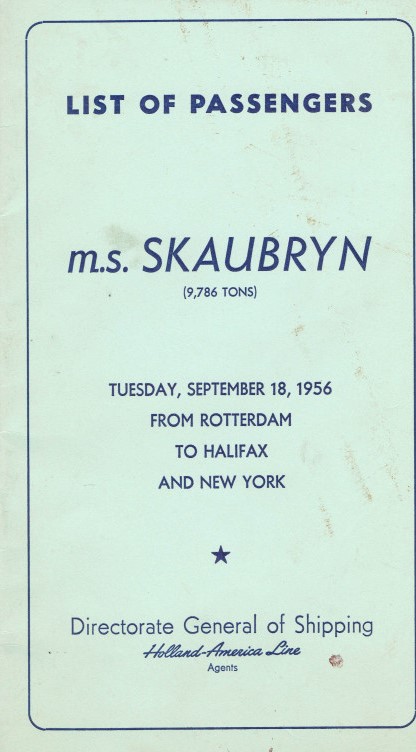 LIST OF PASSENGERS
m.s. SKAUBRYN
(9,786 TONS)
TUESDAY, SEPTEMBER 18, 1956
FROM ROTTERDAM
TO HALIFAX
AND NEW YORK
Directorate General of Shipping
Holland-America Line
Agents